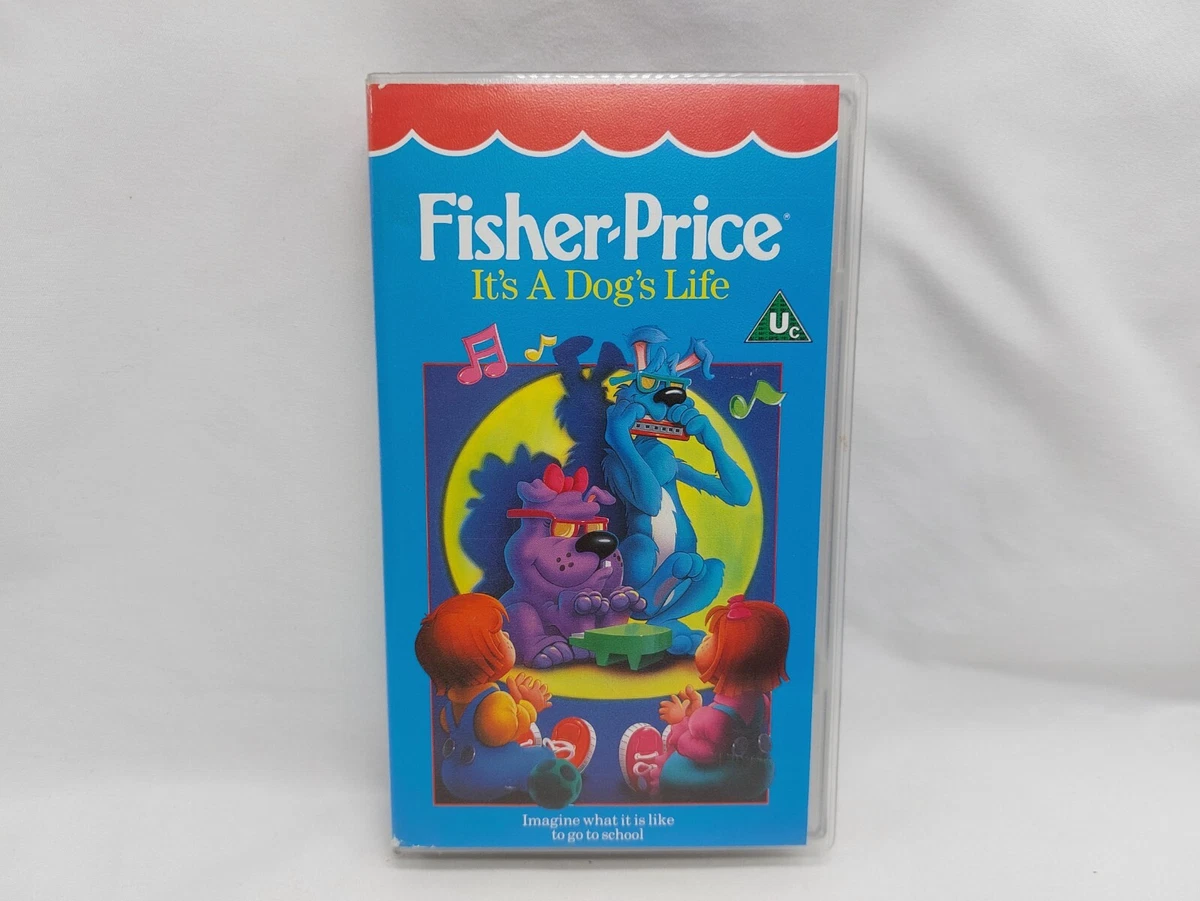 Fisher-Price®
It's A Dog's Life
Uc
Imagine what it is like
to go to school